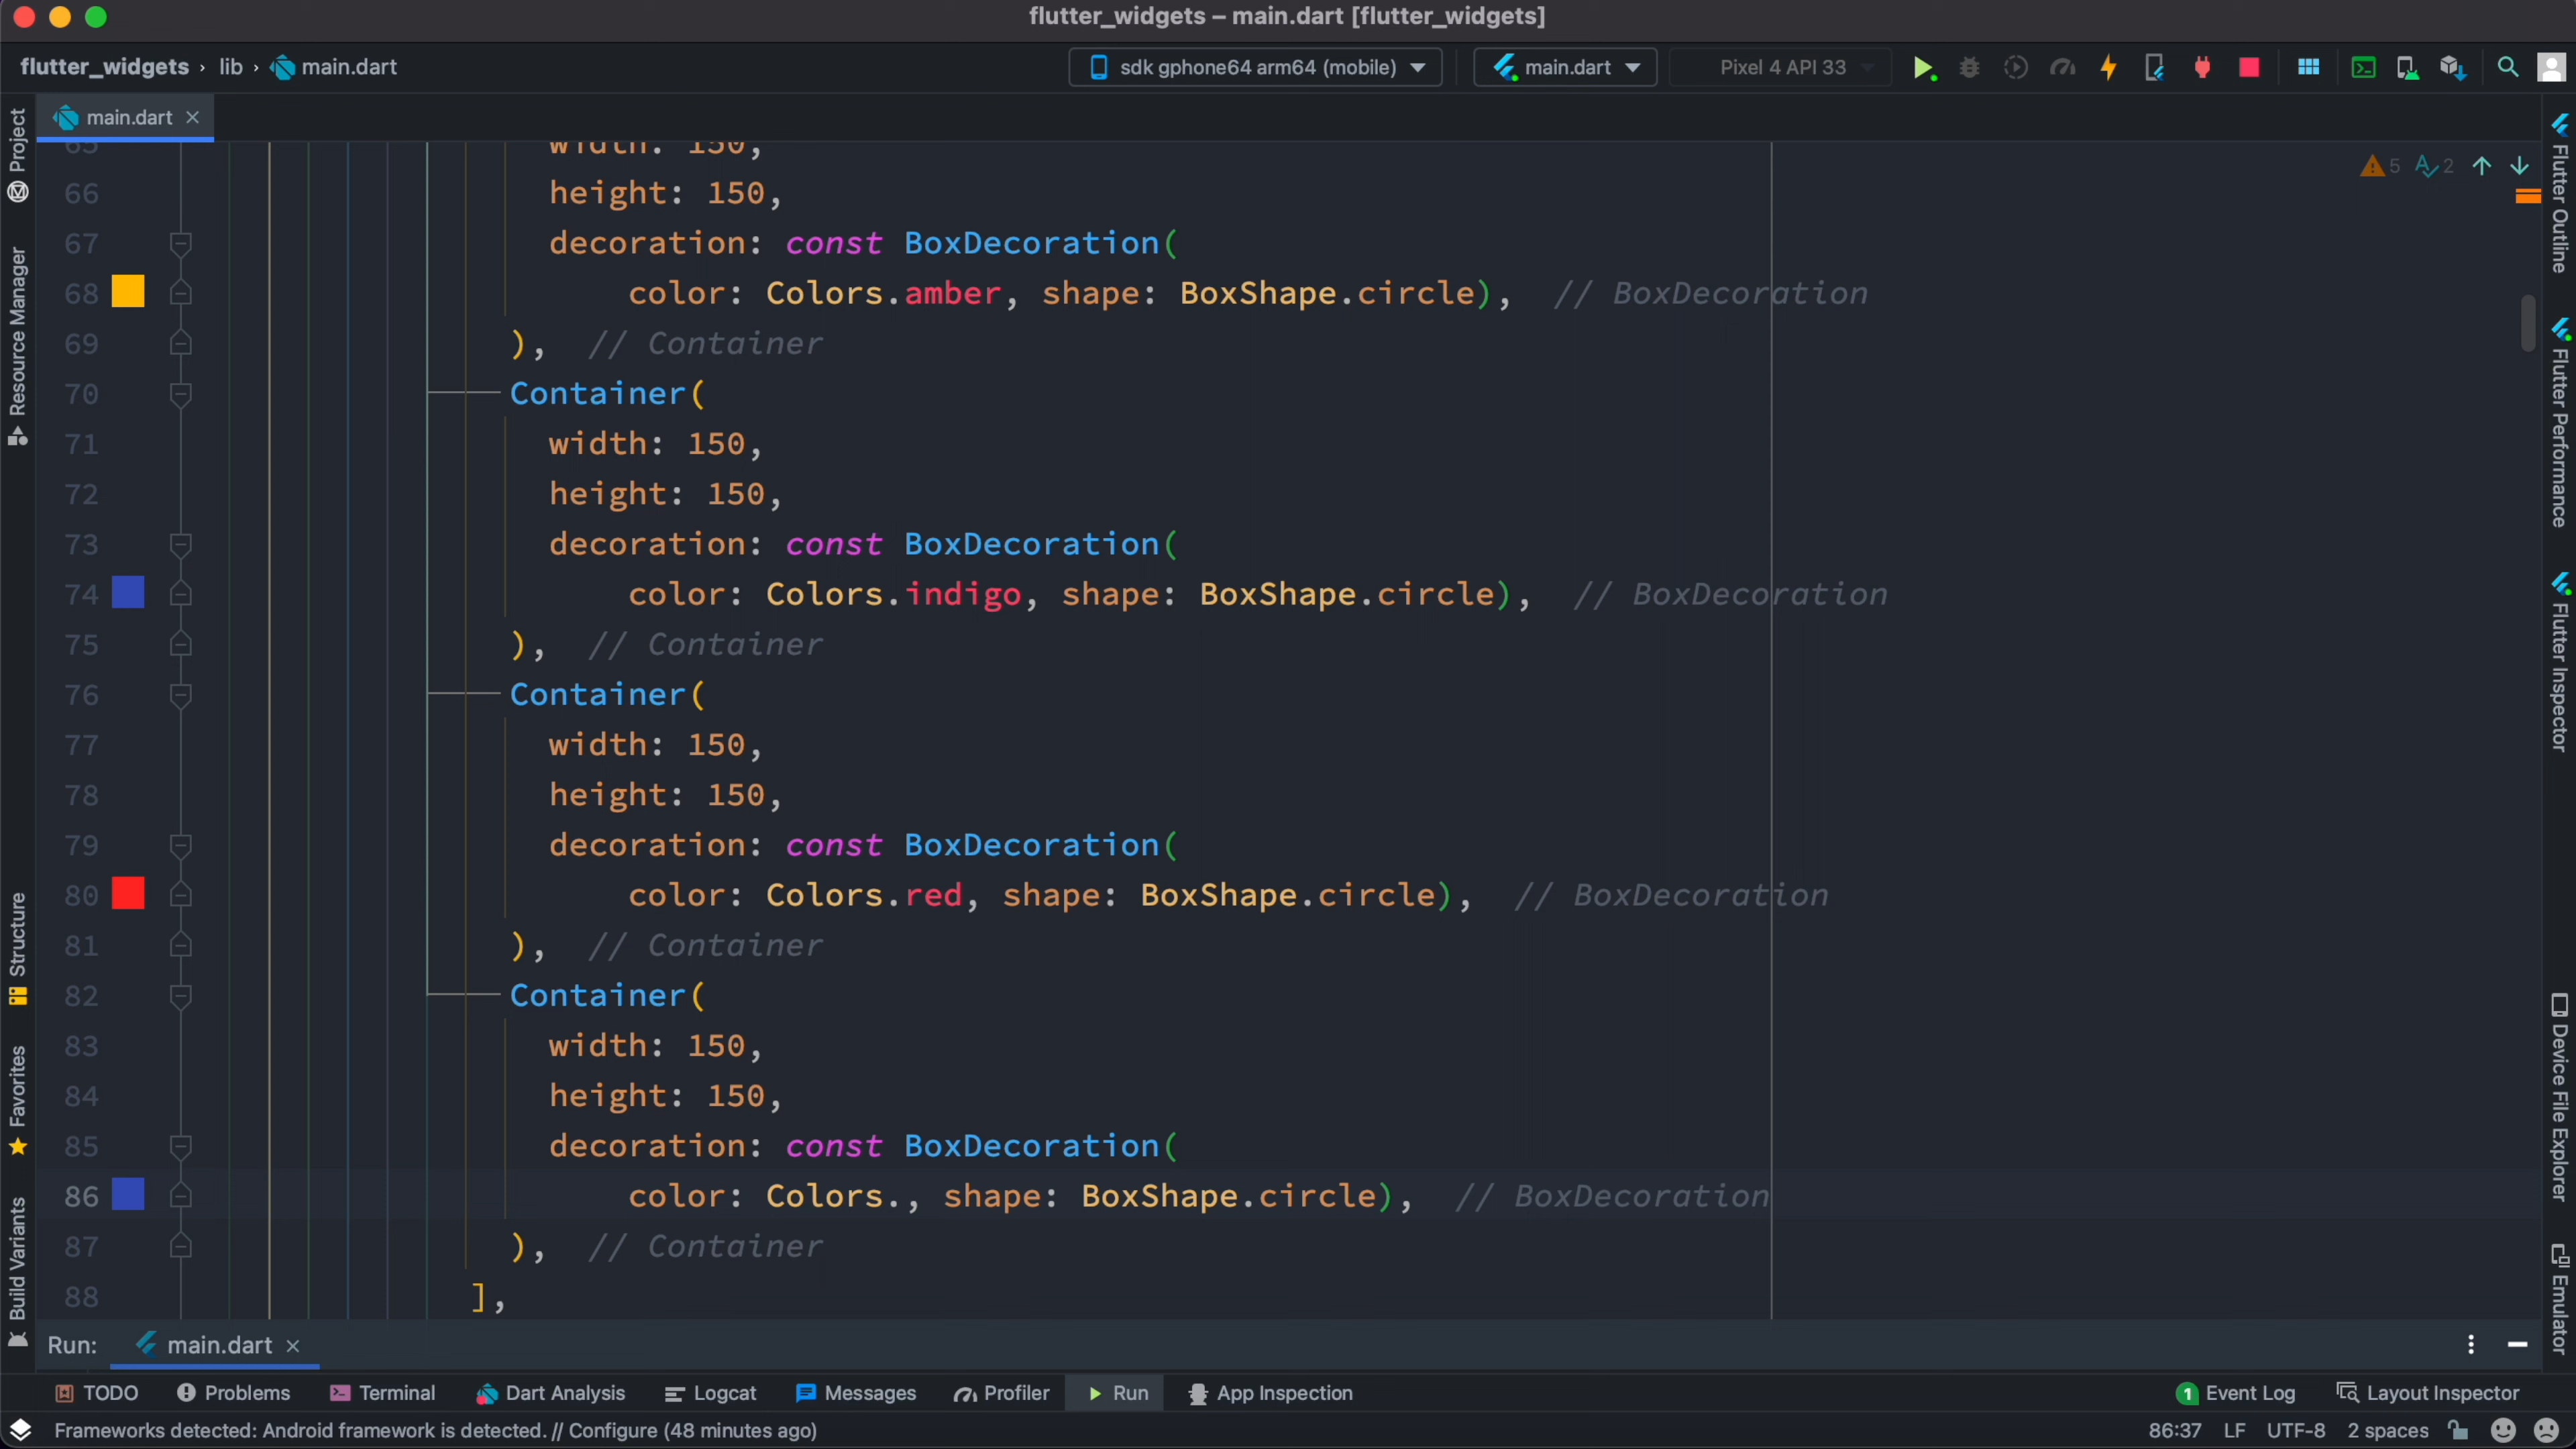 flutter_widgets – main.dart [flutter_widgets]
flutter_widgets › lib › main.dart
sdk gphone64 arm64 (mobile)
main.dart
Pixel 4 API 33
main.dart
5
2
65 width: 150,
66 height: 150,
67 decoration: const BoxDecoration(
68 color: Colors.amber, shape: BoxShape.circle), // BoxDecoration
69 ), // Container
70 Container(
71 width: 150,
72 height: 150,
73 decoration: const BoxDecoration(
74 color: Colors.indigo, shape: BoxShape.circle), // BoxDecoration
75 ), // Container
76 Container(
77 width: 150,
78 height: 150,
79 decoration: const BoxDecoration(
80 color: Colors.red, shape: BoxShape.circle), // BoxDecoration
81 ), // Container
82 Container(
83 width: 150,
84 height: 150,
85 decoration: const BoxDecoration(
86 color: Colors., shape: BoxShape.circle), // BoxDecoration
87 ), // Container
88 ],
Project
Resource Manager
Structure
Favorites
Build Variants
Flutter Outline
Flutter Performance
Flutter Inspector
Device File Explorer
Emulator
Run: main.dart
TODO
Problems
Terminal
Dart Analysis
Logcat
Messages
Profiler
Run
App Inspection
1 Event Log
Layout Inspector
Frameworks detected: Android framework is detected. // Configure (48 minutes ago)
86:37
LF
UTF-8
2 spaces